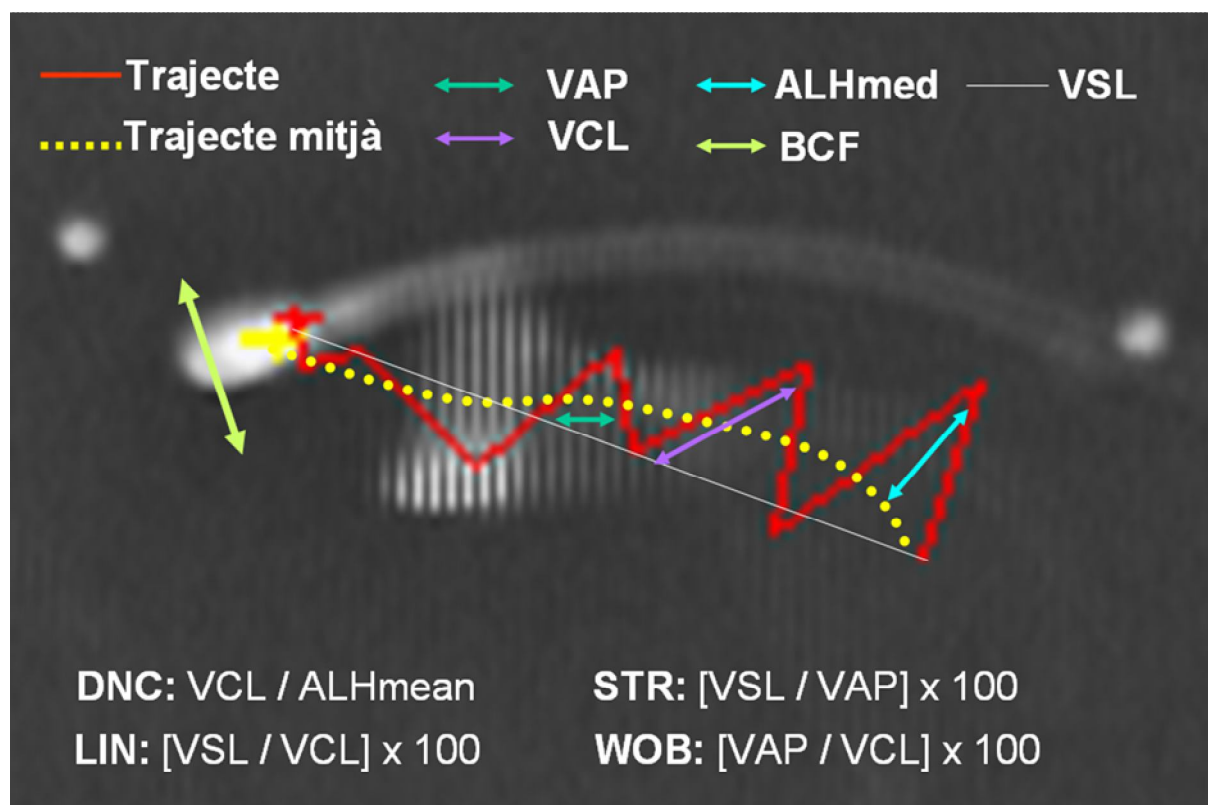 Trajecte VAP ALHmed VSL
Trajecte mitjà VCL BCF
DNC: VCL / ALHmean STR: [VSL / VAP] x 100
LIN: [VSL / VCL] x 100 WOB: [VAP / VCL] x 100